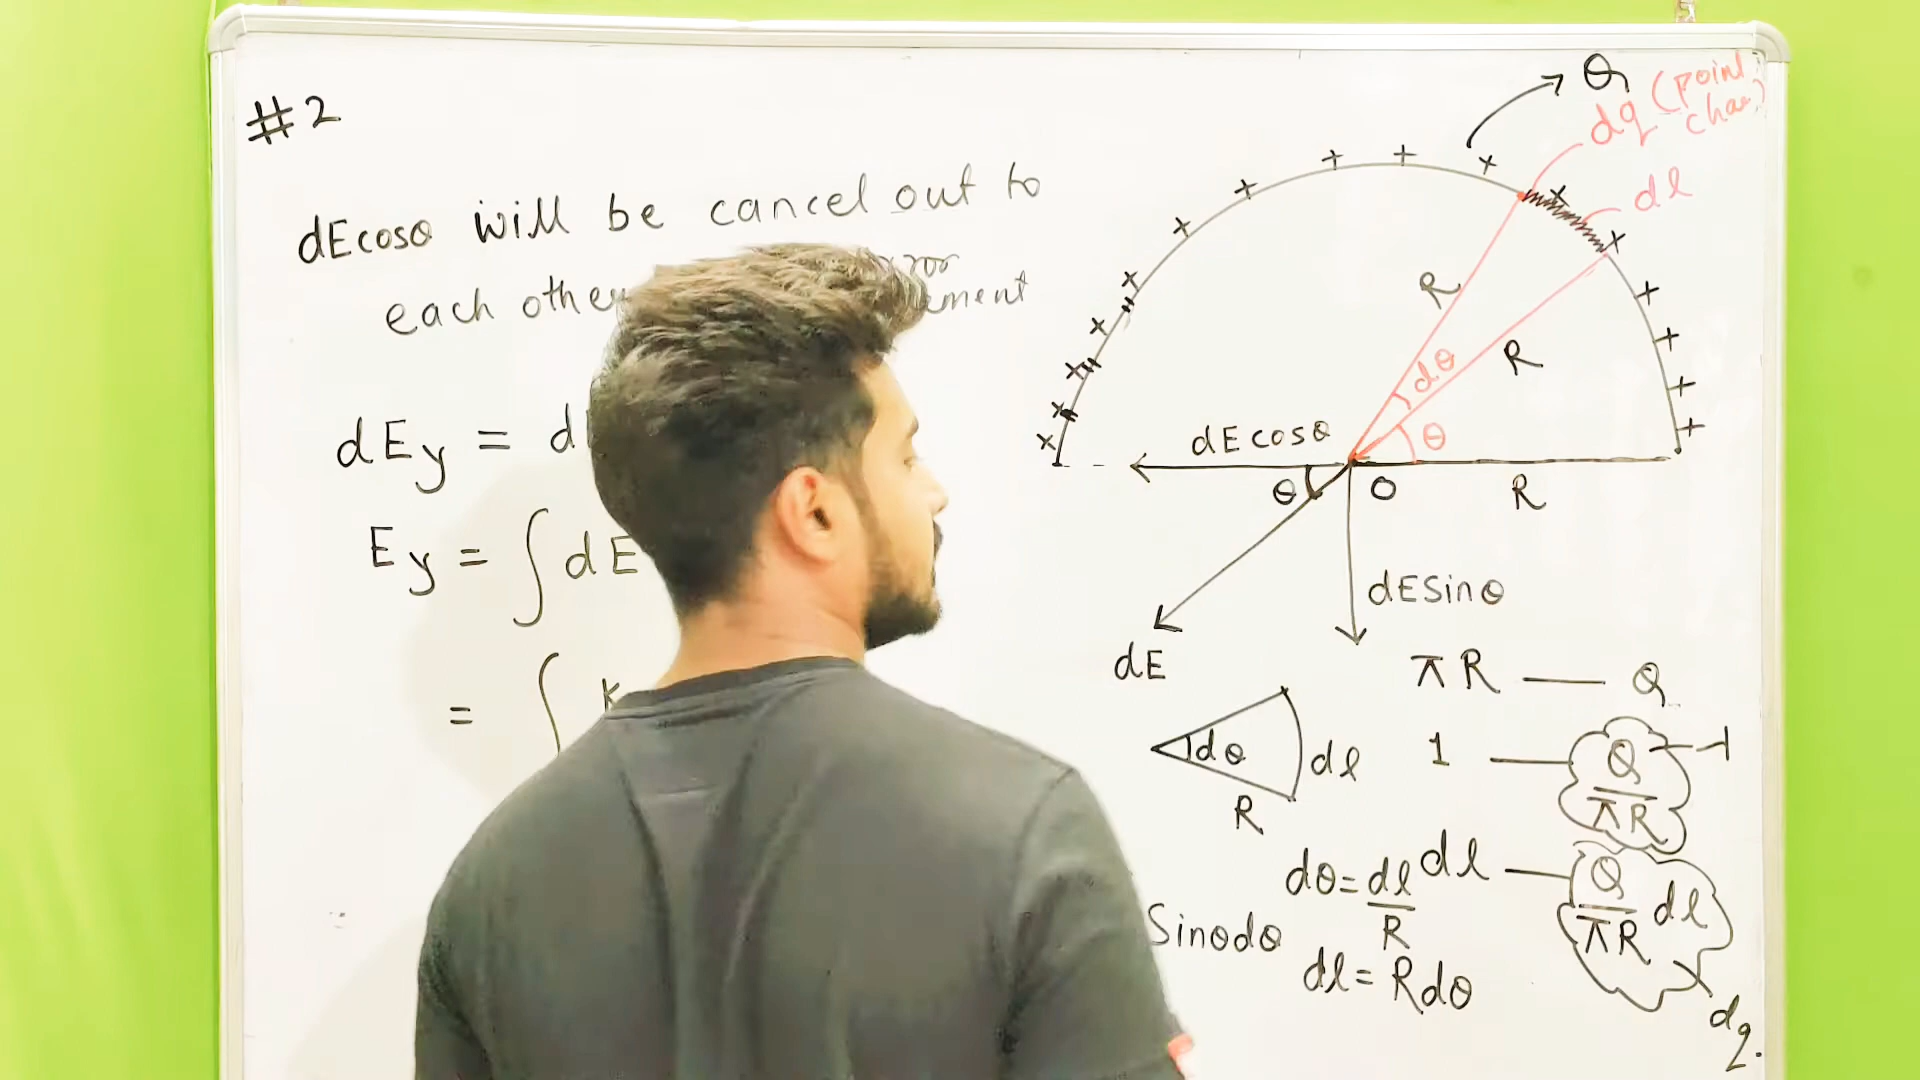 #2
dEcosθ will be cancel out to
each other
dEy = d
Ey = ∫dE
= ∫ K
Q
dq (point
dl
R
dθ
R
θ
dEcosθ
θ
O
R
dE
dEsinθ
πR — Q
1 — Q/πR
dθ
dl
R
dl — Q/πR dl
dθ = dl/R
Sinθdθ
dl = Rdθ
dq.